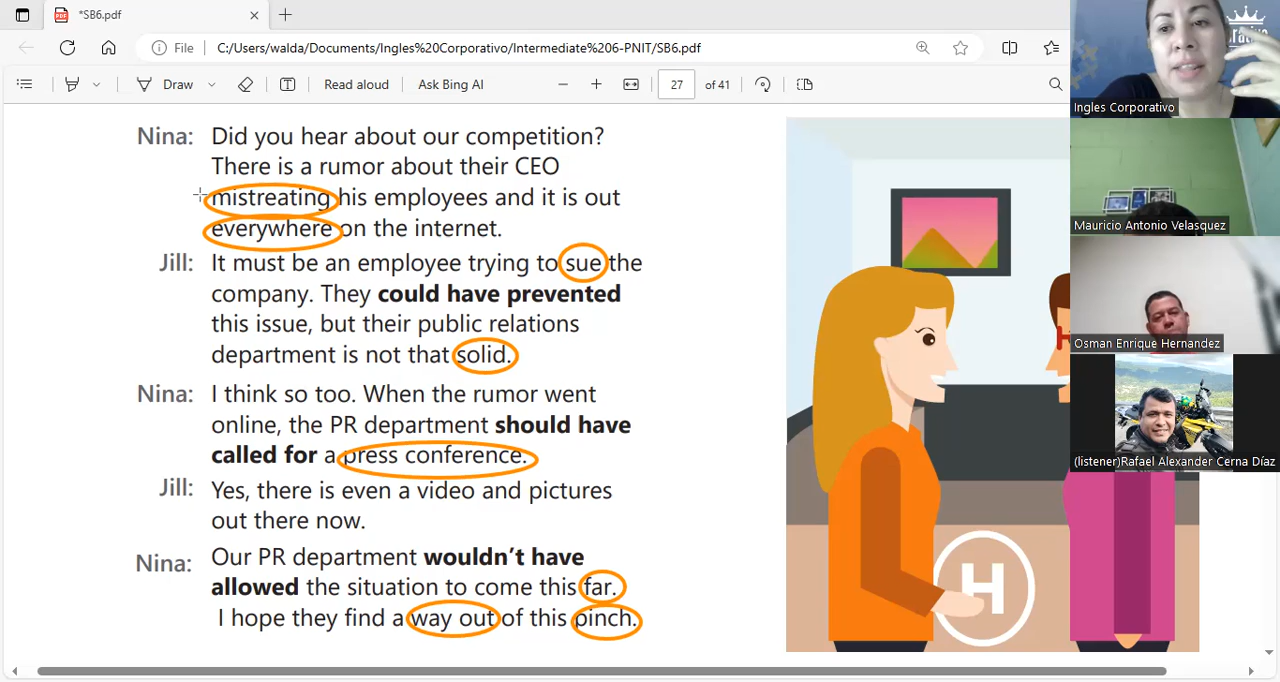 *SB6.pdf
File C:/Users/walda/Documents/Ingles%20Corporativo/Intermediate%206-PNIT/SB6.pdf
Draw Read aloud Ask Bing AI 27 of 41
Nina: Did you hear about our competition?
There is a rumor about their CEO
mistreating his employees and it is out
everywhere on the internet.
Jill: It must be an employee trying to sue the
company. They could have prevented
this issue, but their public relations
department is not that solid.
Nina: I think so too. When the rumor went
online, the PR department should have
called for a press conference.
Jill: Yes, there is even a video and pictures
out there now.
Nina: Our PR department wouldn't have
allowed the situation to come this far.
I hope they find a way out of this pinch.
H
Ingles Corporativo
Mauricio Antonio Velasquez
Osman Enrique Hernandez
(listener)Rafael Alexander Cerna Díaz